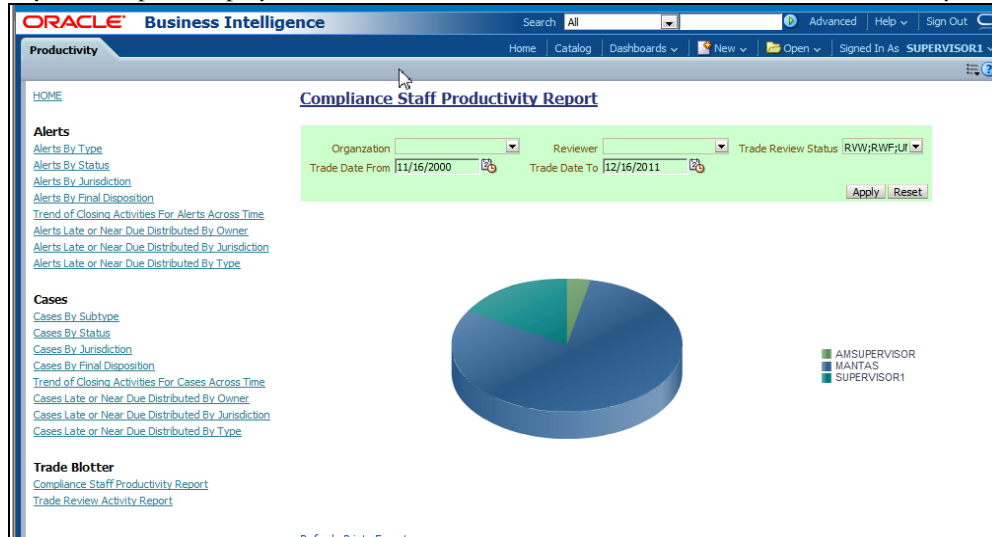 ORACLE Business Intelligence Search All Advanced Help Sign Out
Productivity Home Catalog Dashboards New Open Signed In As SUPERVISOR1
HOME
Compliance Staff Productivity Report
Alerts
Alerts By Type
Alerts By Status
Alerts By Jurisdiction
Alerts By Final Disposition
Trend of Closing Activities For Alerts Across Time
Alerts Late or Near Due Distributed By Owner
Alerts Late or Near Due Distributed By Jurisdiction
Alerts Late or Near Due Distributed By Type
Organzation Reviewer Trade Review Status RVW;RWF;
Trade Date From 11/16/2000 Trade Date To 12/16/2011
Apply Reset
Cases
Cases By Subtype
Cases By Status
Cases By Jurisdiction
Cases By Final Disposition
Trend of Closing Activities For Cases Across Time
Cases Late or Near Due Distributed By Owner
Cases Late or Near Due Distributed By Jurisdiction
Cases Late or Near Due Distributed By Type
AMSUPERVISOR
MANTAS
SUPERVISOR1
Trade Blotter
Compliance Staff Productivity Report
Trade Review Activity Report